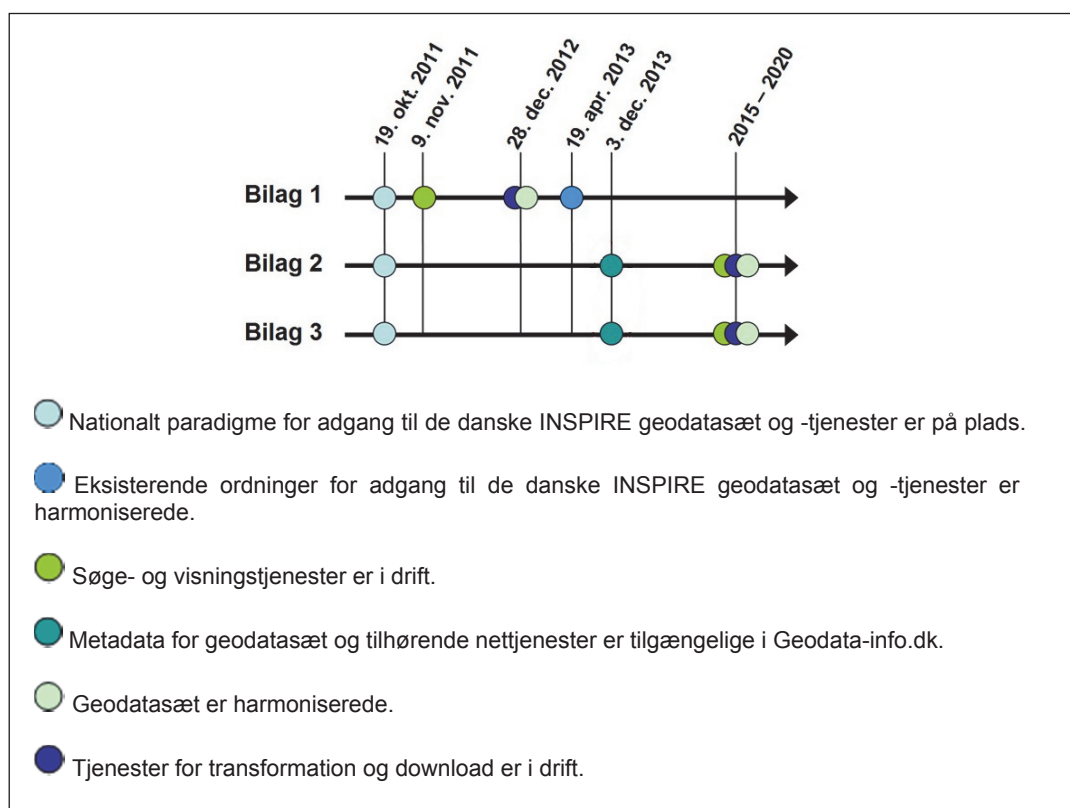 19. okt. 2011
9. nov. 2011
28. dec. 2012
19. apr. 2013
3. dec. 2013
2015 – 2020
Bilag 1
Bilag 2
Bilag 3
Nationalt paradigme for adgang til de danske INSPIRE geodatasæt og -tjenester er på plads.
Eksisterende ordninger for adgang til de danske INSPIRE geodatasæt og -tjenester er
harmoniserede.
Søge- og visningstjenester er i drift.
Metadata for geodatasæt og tilhørende nettjenester er tilgængelige i Geodata-info.dk.
Geodatasæt er harmoniserede.
Tjenester for transformation og download er i drift.